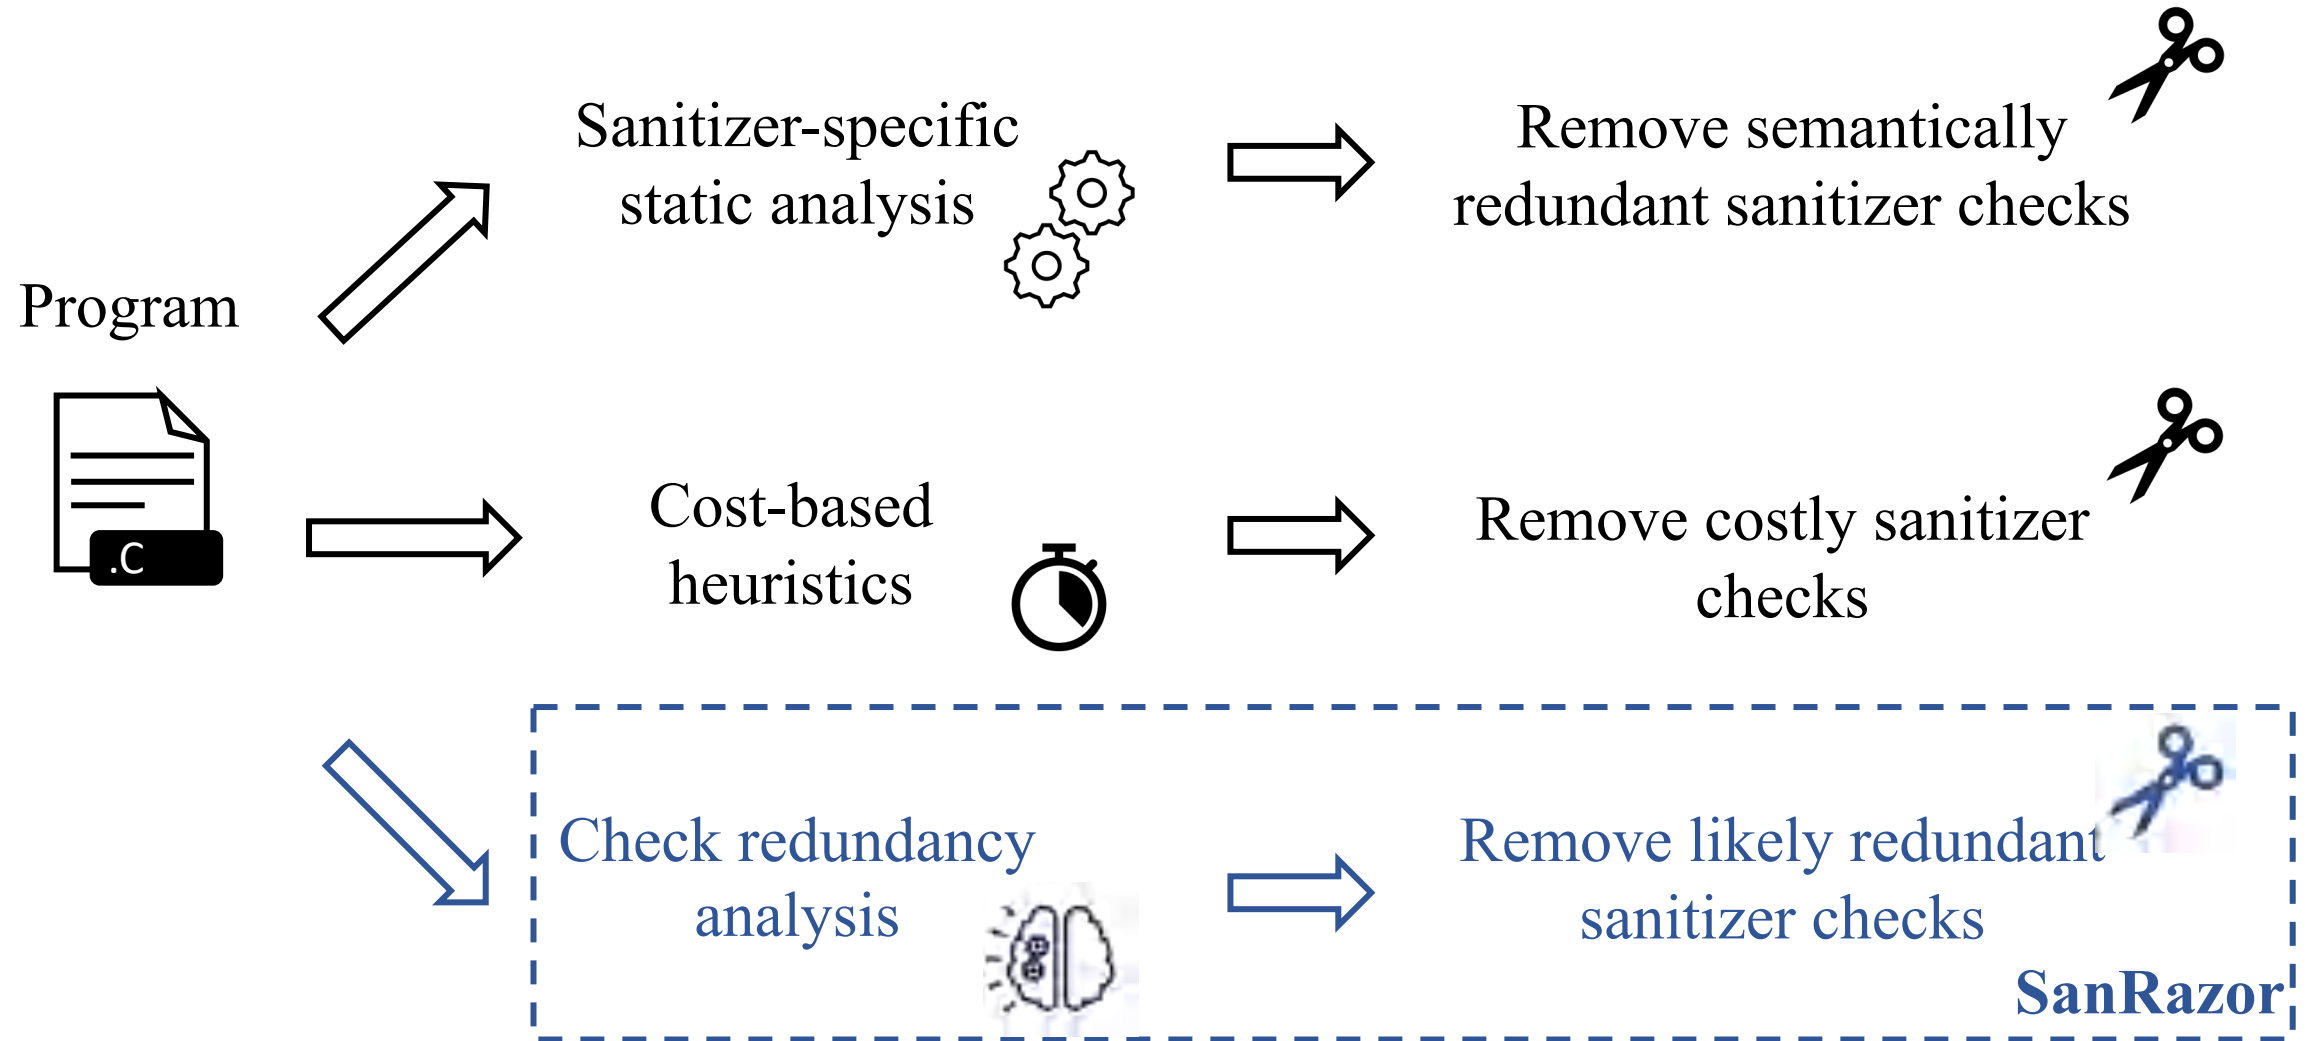 Program
.C
Sanitizer-specific
static analysis
Remove semantically
redundant sanitizer checks
Cost-based
heuristics
Remove costly sanitizer
checks
Check redundancy
analysis
Remove likely redundant
sanitizer checks
SanRazor